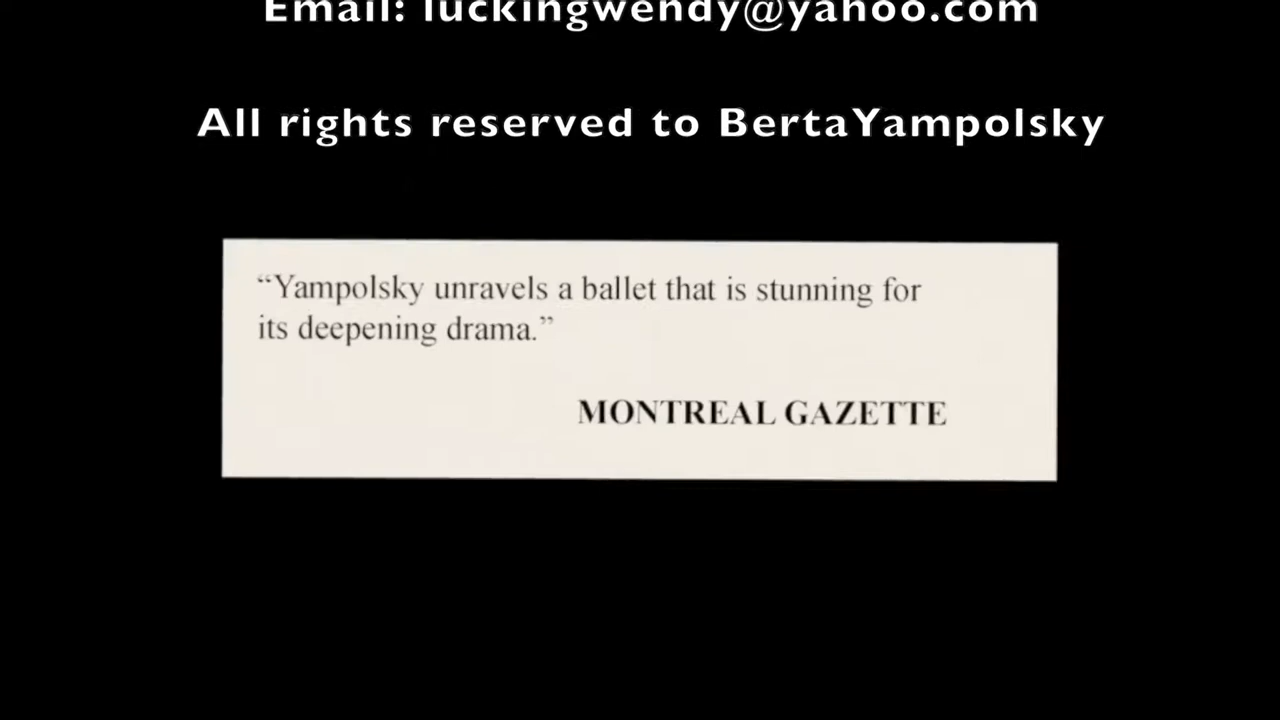 Email: luckingwendy@yahoo.com
All rights reserved to BertaYampolsky
“Yampolsky unravels a ballet that is stunning for
its deepening drama.”
MONTREAL GAZETTE